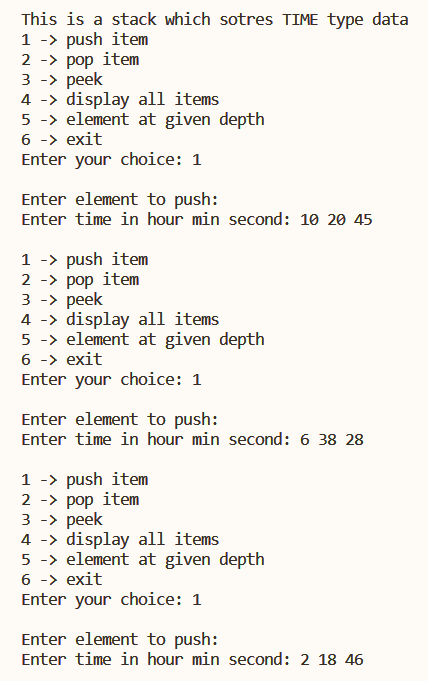 This is a stack which sotres TIME type data
1 -> push item
2 -> pop item
3 -> peek
4 -> display all items
5 -> element at given depth
6 -> exit
Enter your choice: 1
Enter element to push:
Enter time in hour min second: 10 20 45
1 -> push item
2 -> pop item
3 -> peek
4 -> display all items
5 -> element at given depth
6 -> exit
Enter your choice: 1
Enter element to push:
Enter time in hour min second: 6 38 28
1 -> push item
2 -> pop item
3 -> peek
4 -> display all items
5 -> element at given depth
6 -> exit
Enter your choice: 1
Enter element to push:
Enter time in hour min second: 2 18 46